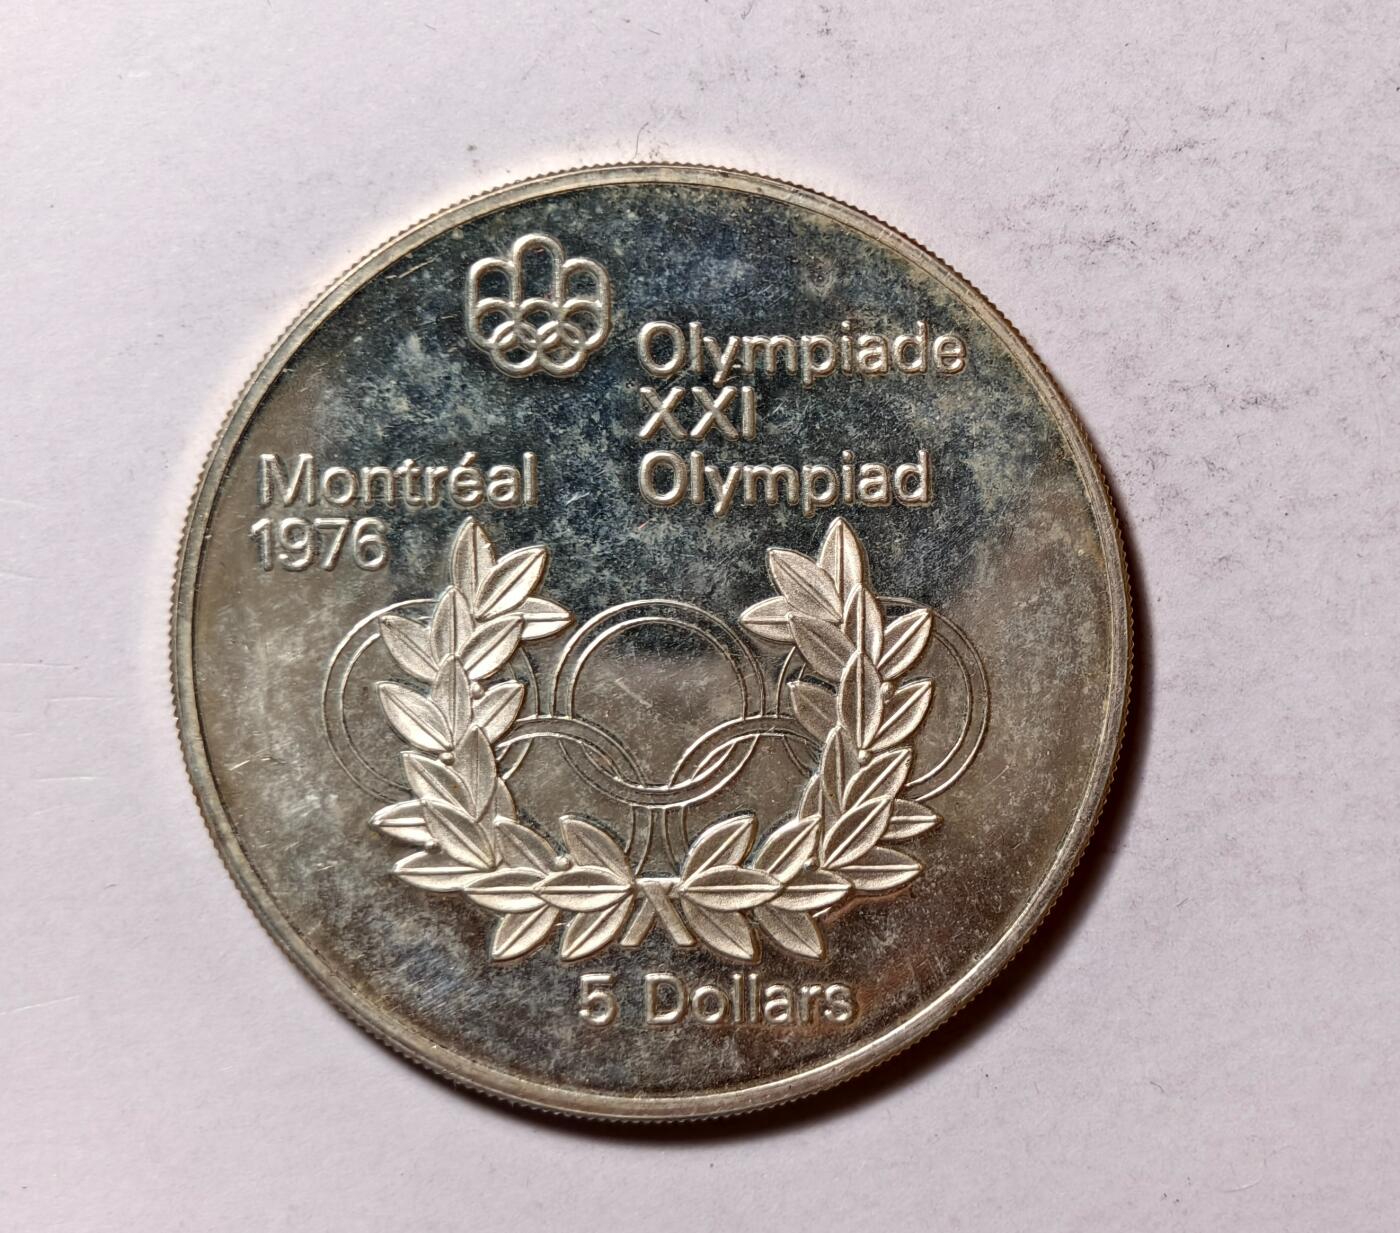 Olympiade
XXI
Olympiad
Montréal
1976
5 Dollars